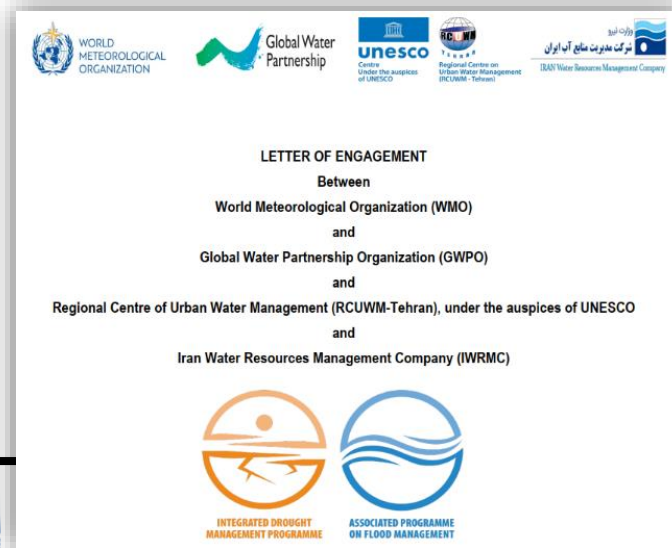 WORLD
METEOROLOGICAL
ORGANIZATION
Global Water
Partnership
unesco
Centre
Under the auspices
of UNESCO
RCUWM
TEHRAN
Regional Centre on
Urban Water Management
(RCUWM - Tehran)
وزارت نیرو
شرکت مدیریت منابع آب ایران
IRAN Water Resources Management Company
LETTER OF ENGAGEMENT
Between
World Meteorological Organization (WMO)
and
Global Water Partnership Organization (GWPO)
and
Regional Centre of Urban Water Management (RCUWM-Tehran), under the auspices of UNESCO
and
Iran Water Resources Management Company (IWRMC)
INTEGRATED DROUGHT
MANAGEMENT PROGRAMME
ASSOCIATED PROGRAMME
ON FLOOD MANAGEMENT